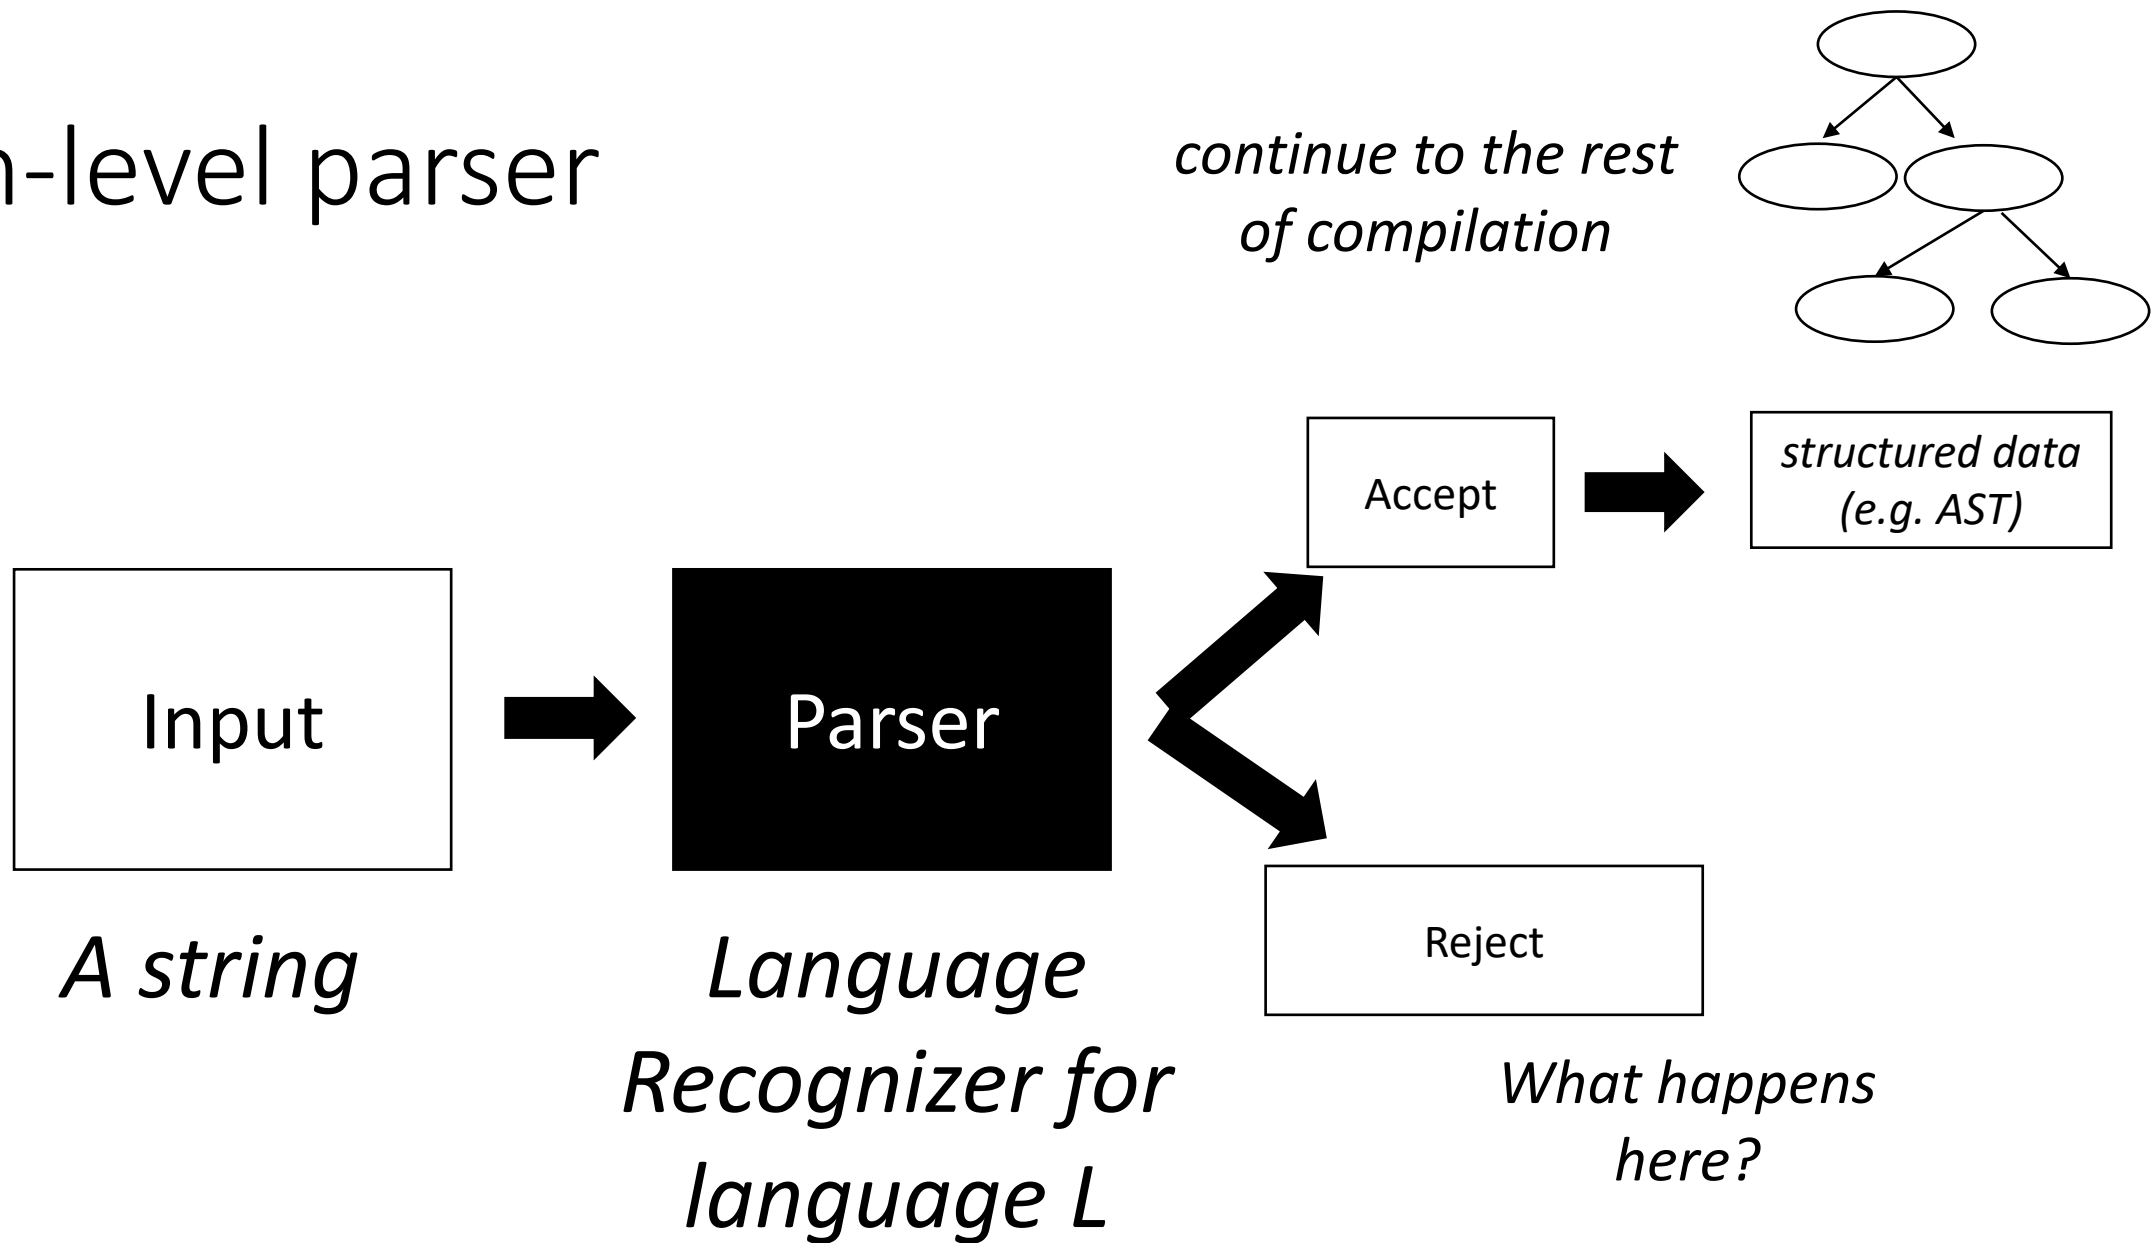 -level parser
continue to the rest
of compilation
Accept
structured data
(e.g. AST)
Input
Parser
Reject
A string
Language
Recognizer for
language L
What happens
here?